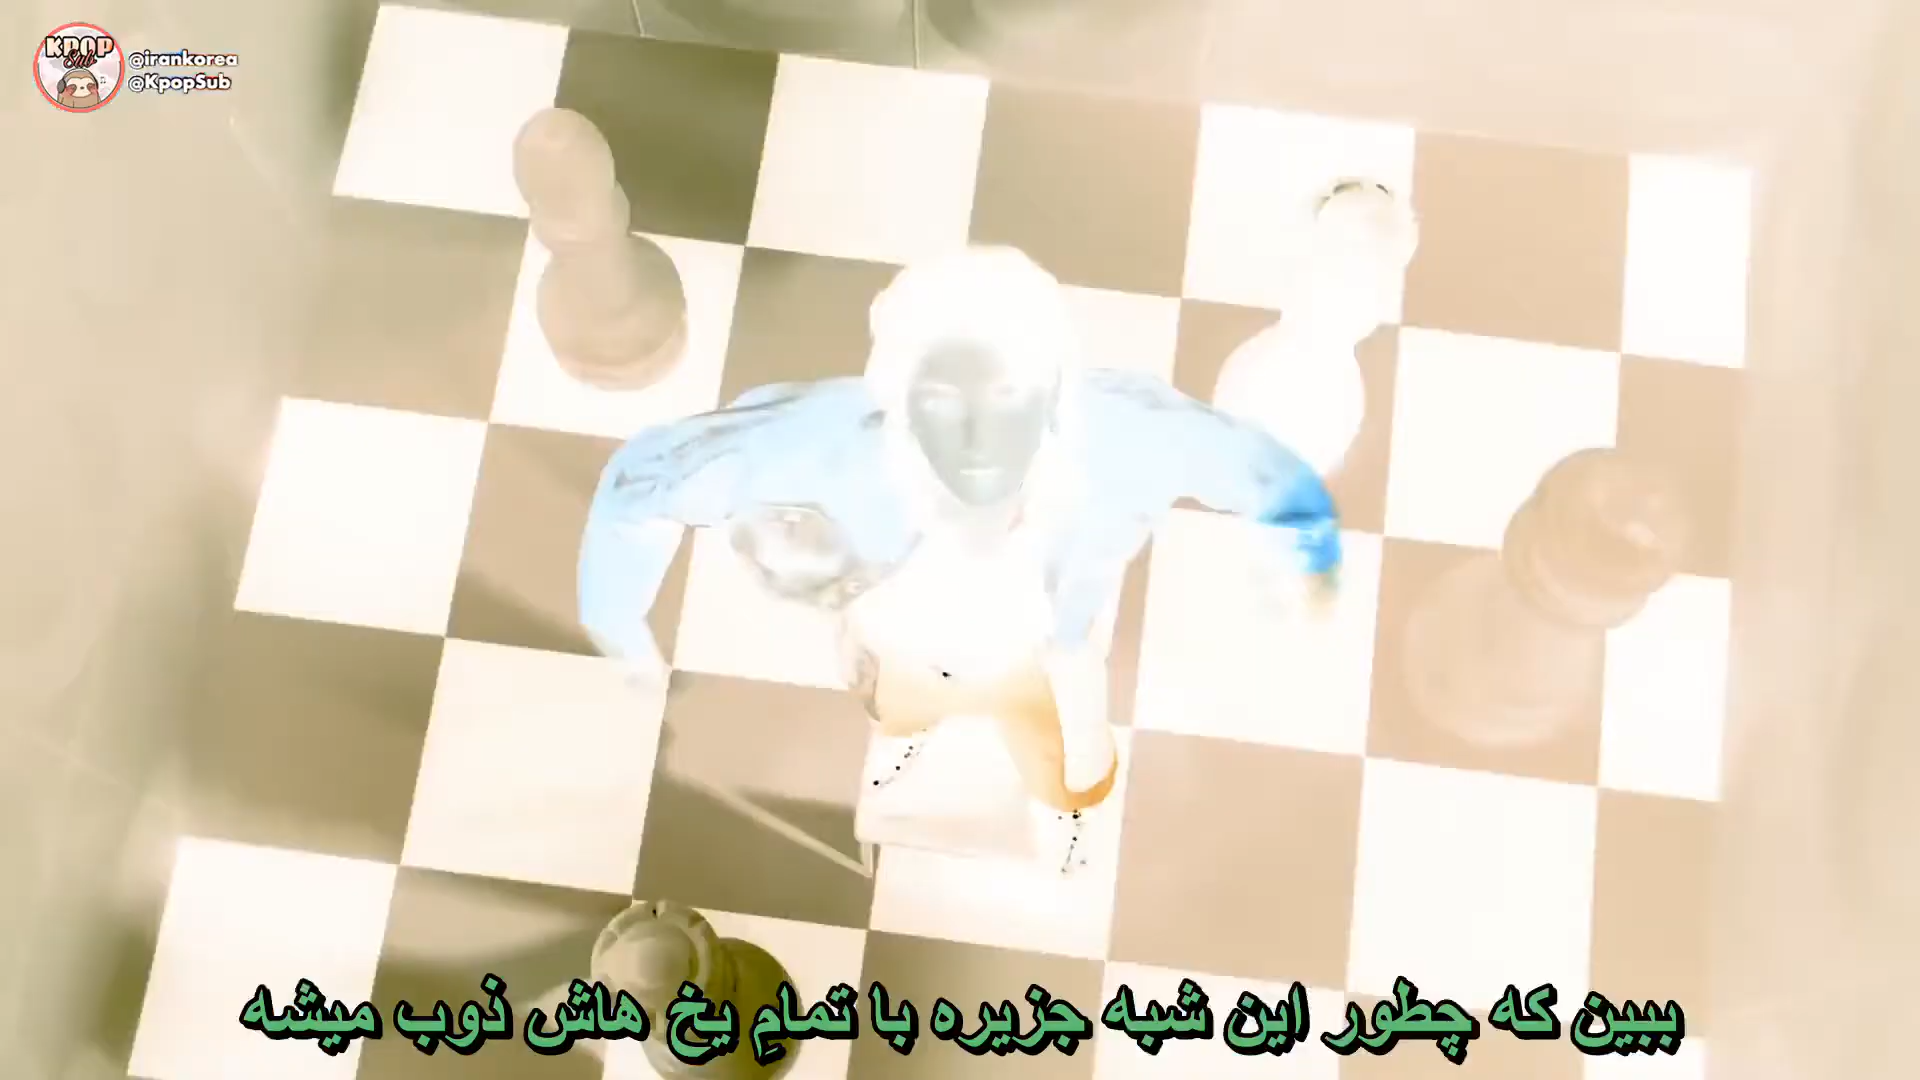 KPOP
Sub
@irankorea
@KpopSub
ببین که چطور این شبه جزیره با تمامِ یخ هاش ذوب میشه